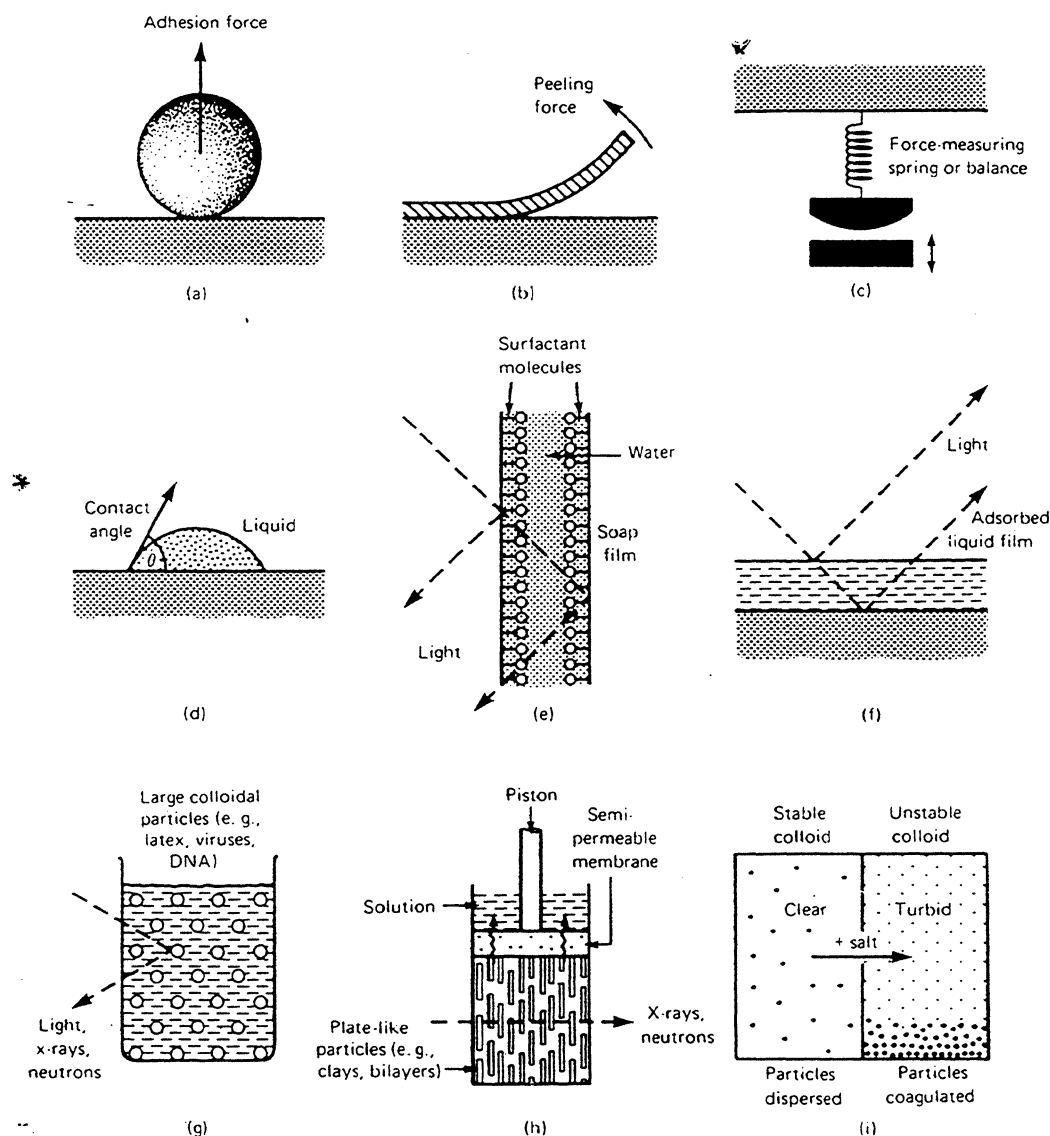 Adhesion force
(a)
Peeling
force
(b)
Force-measuring
spring or balance
(c)
Contact
angle
θ
Liquid
(d)
Surfactant
molecules
Water
Soap
film
Light
(e)
Light
Adsorbed
liquid film
(f)
Large colloidal
particles (e. g.,
latex, viruses,
DNA)
Light,
x-rays,
neutrons
(g)
Piston
Semi-
permeable
membrane
Solution
Plate-like
particles (e. g.,
clays, bilayers)
X-rays,
neutrons
(h)
Stable
colloid
Unstable
colloid
Clear
Turbid
+ salt
Particles
dispersed
Particles
coagulated
(i)